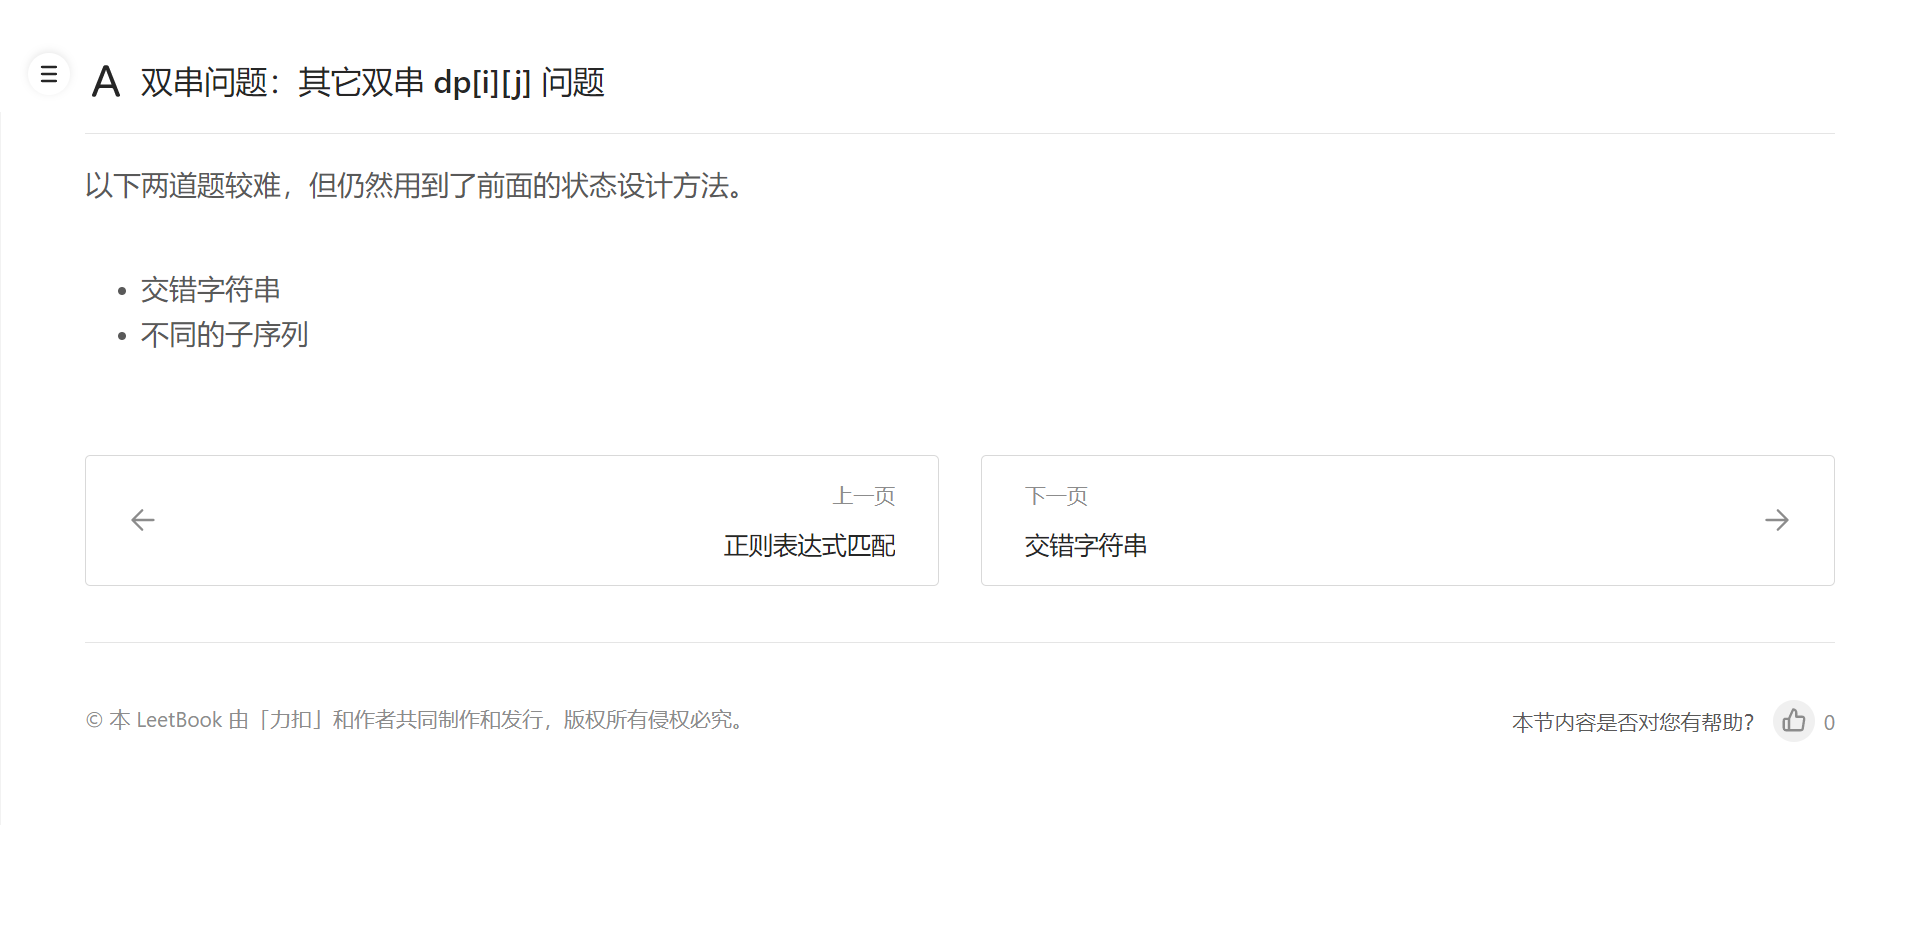 A 双串问题：其它双串 dp[i][j] 问题
以下两道题较难，但仍然用到了前面的状态设计方法。
交错字符串
不同的子序列
上一页
正则表达式匹配
下一页
交错字符串
© 本 LeetBook 由「力扣」和作者共同制作和发行，版权所有侵权必究。
本节内容是否对您有帮助？ 0